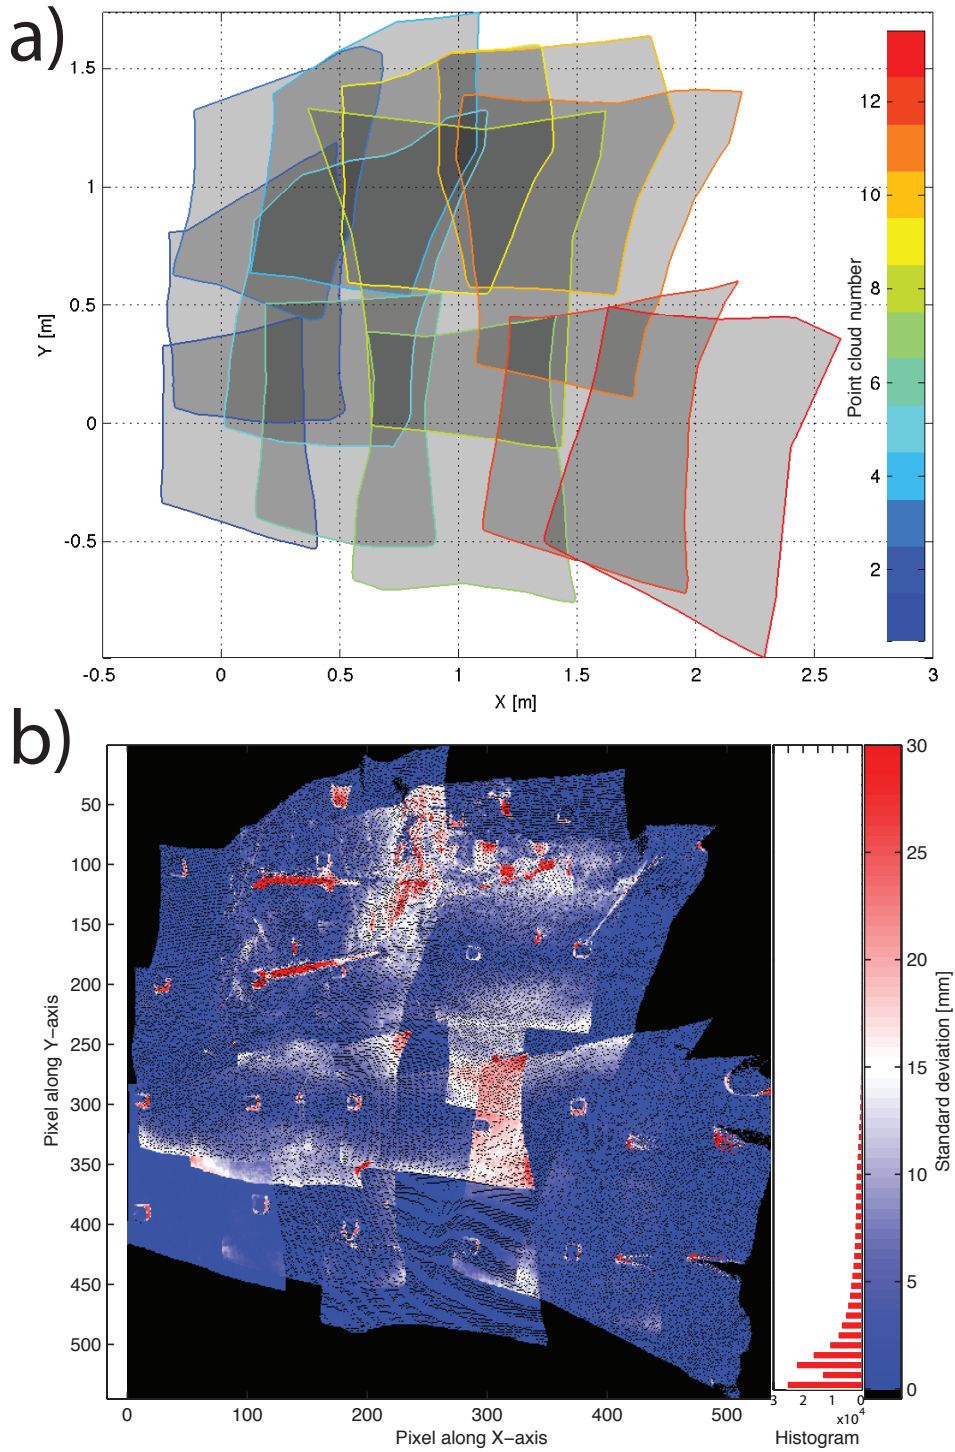 a)
1.5
1
0.5
0
-0.5
Y [m]
-0.5 0 0.5 1 1.5 2 2.5 3
X [m]
12
10
8
6
4
2
Point cloud number
b)
50
100
150
200
250
300
350
400
450
500
Pixel along Y-axis
0 100 200 300 400 500
Pixel along X-axis
3 2 1 0
x10⁴
Histogram
30
25
20
15
10
5
0
Standard deviation [mm]